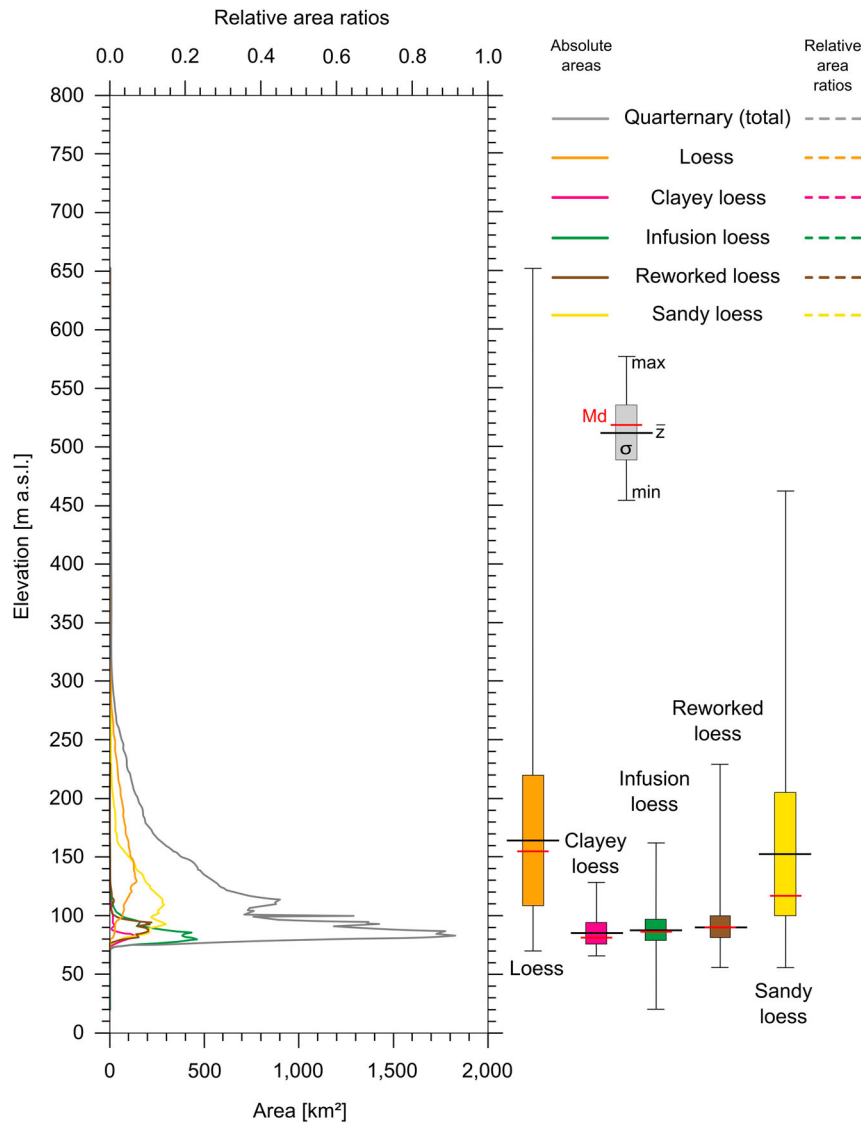 Relative area ratios
0.0 0.2 0.4 0.6 0.8 1.0
Absolute
areas
Relative
area
ratios
Quarternary (total)
Loess
Clayey loess
Infusion loess
Reworked loess
Sandy loess
800
750
700
650
600
550
500
450
400
350
300
250
200
150
100
50
0
Elevation [m a.s.l.]
max
Md
z̅
σ
min
Reworked
loess
Infusion
loess
Clayey
loess
Loess
Sandy
loess
0 500 1,000 1,500 2,000
Area [km²]